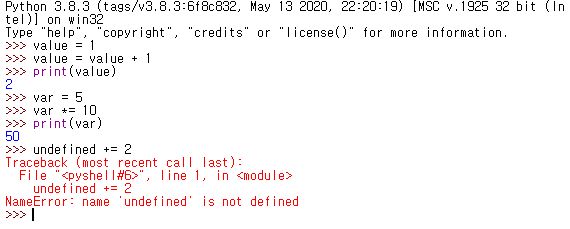 Python 3.8.3 (tags/v3.8.3:6f8c832, May 13 2020, 22:20:19) [MSC v.1925 32 bit (In
tel)] on win32
Type "help", "copyright", "credits" or "license()" for more information.
>>> value = 1
>>> value = value + 1
>>> print(value)
2
>>> var = 5
>>> var *= 10
>>> print(var)
50
>>> undefined += 2
Traceback (most recent call last):
  File "<pyshell#6>", line 1, in <module>
    undefined += 2
NameError: name 'undefined' is not defined
>>>